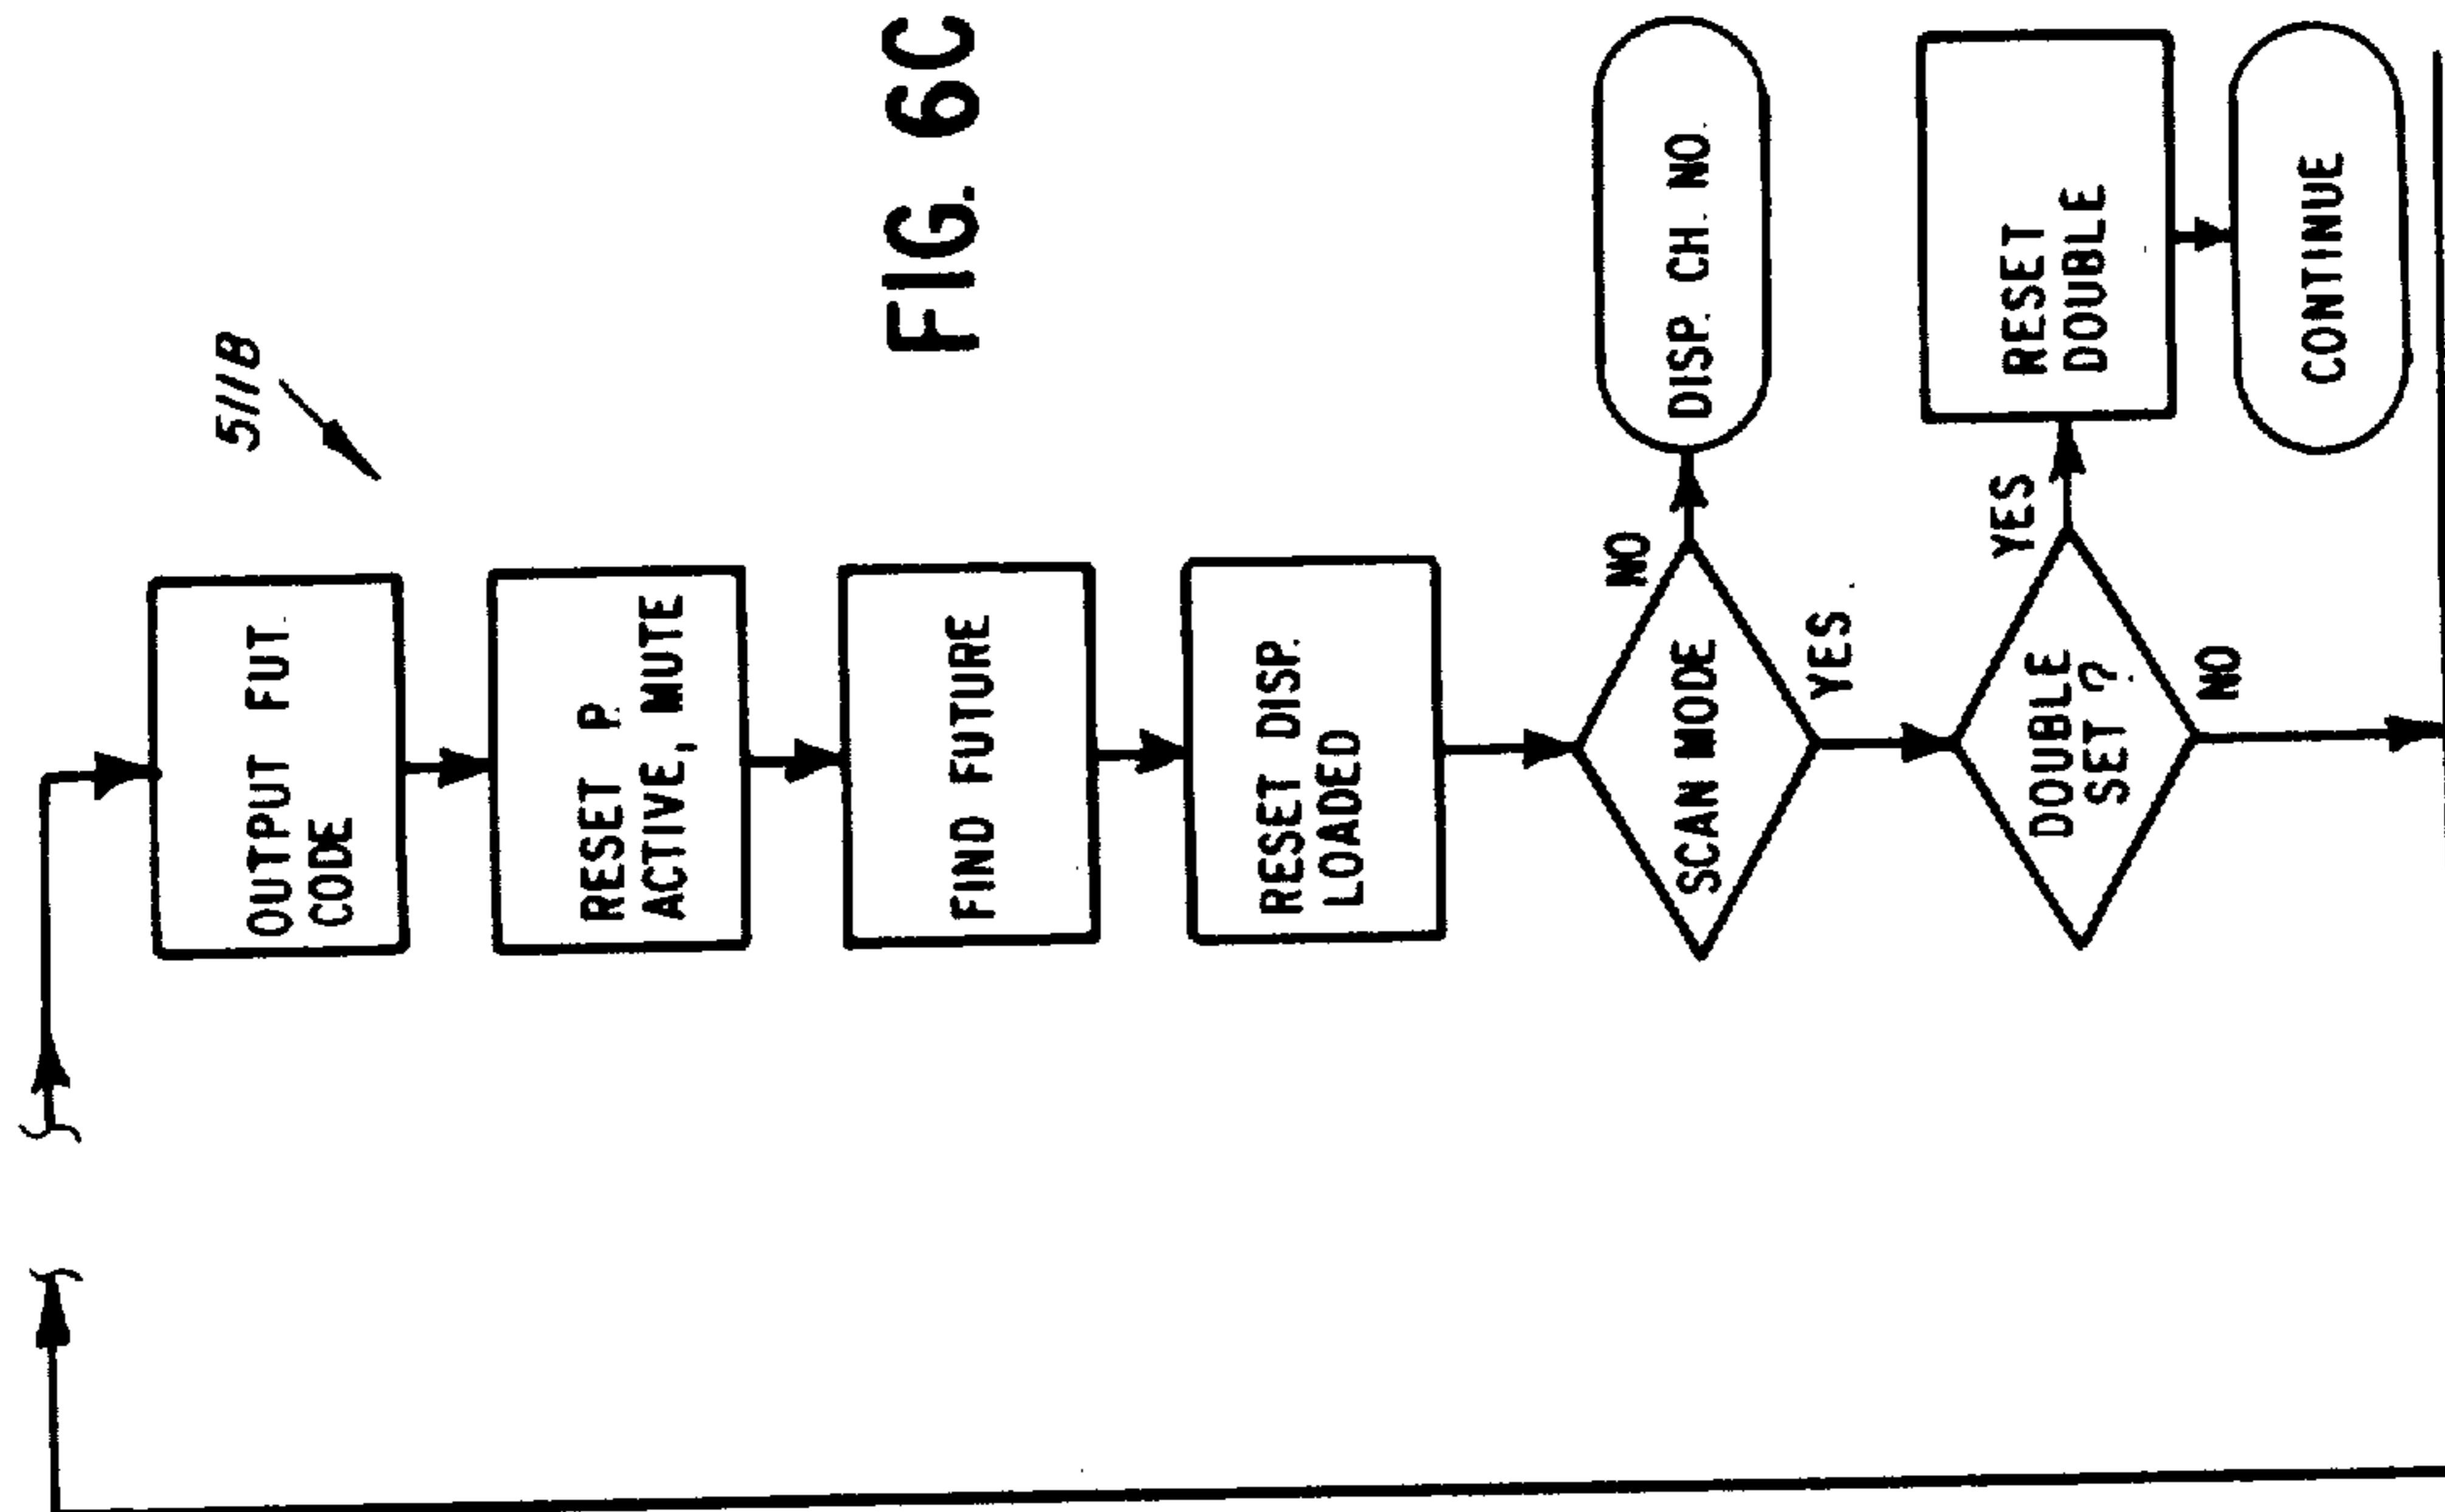 511B
OUTPUT FUT.
CODE
RESET P.
ACTIVE, MUTE
FIND FUTURE
RESET DISP.
LOADED
FIG. 6C
SCAN MODE
NO
DISP. CH. NO.
YES
DOUBLE
SET ?
YES
RESET
DOUBLE
CONTINUE
NO